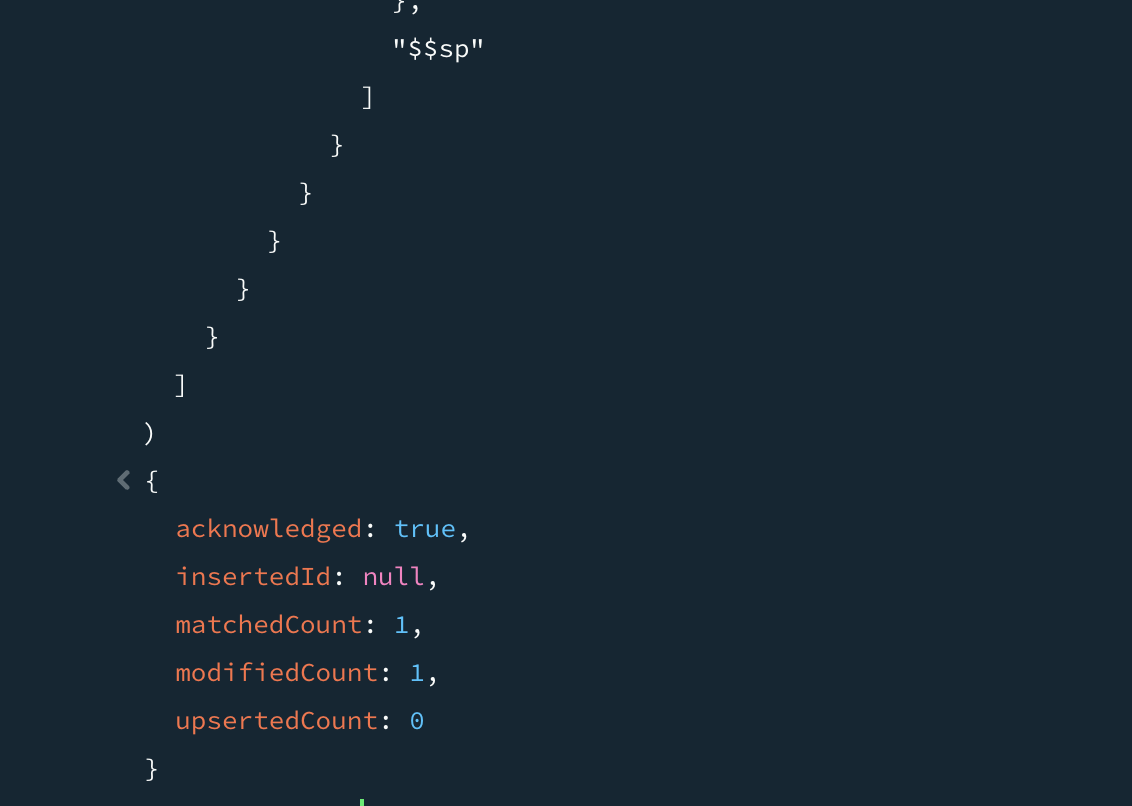 },
"$$sp"
]
}
}
}
}
}
]
)
{
acknowledged: true,
insertedId: null,
matchedCount: 1,
modifiedCount: 1,
upsertedCount: 0
}